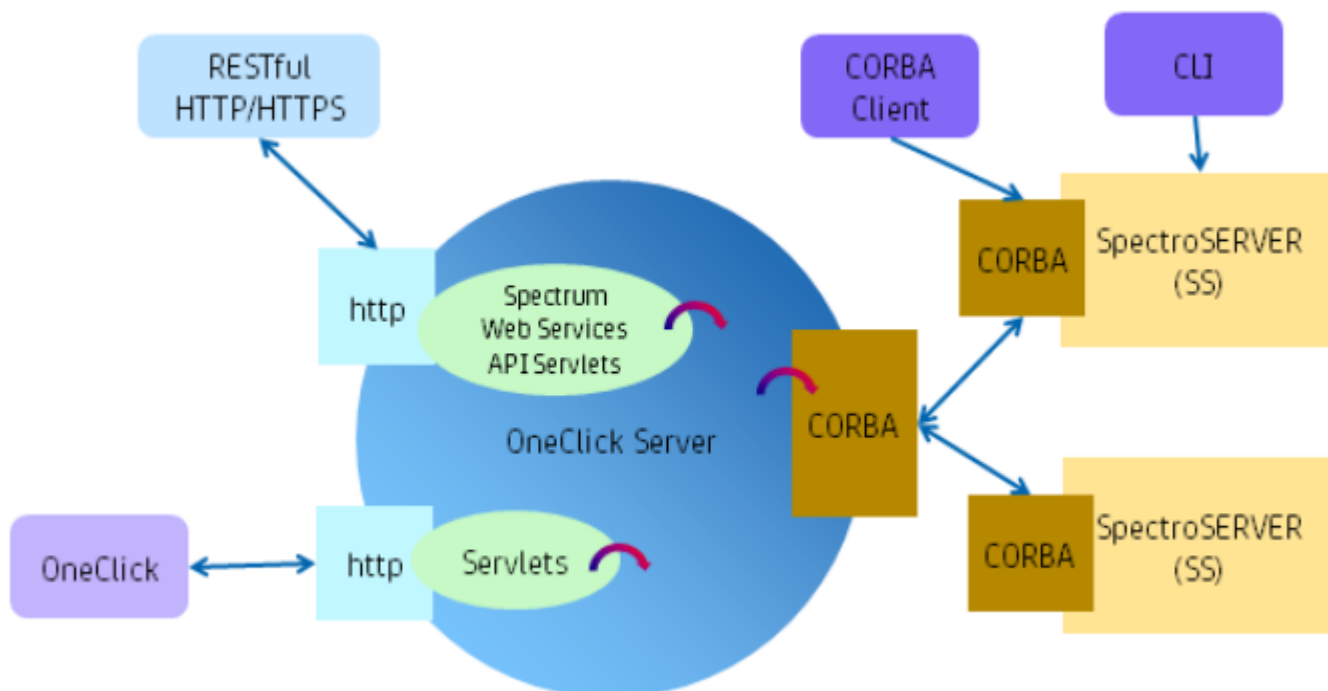 RESTful
HTTP/HTTPS
CORBA
Client
CLI
http
Spectrum
Web Services
API Servlets
CORBA
SpectroSERVER
(SS)
OneClick Server
CORBA
OneClick
http
Servlets
CORBA
SpectroSERVER
(SS)